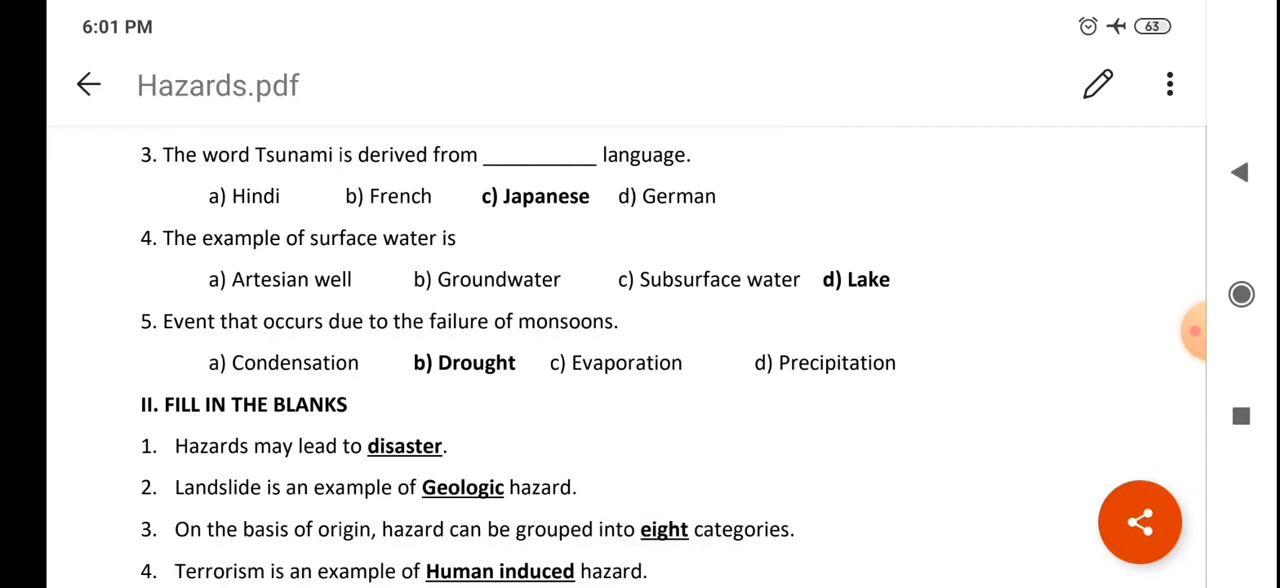 6:01 PM
63
Hazards.pdf
3. The word Tsunami is derived from __________ language.
a) Hindi b) French c) Japanese d) German
4. The example of surface water is
a) Artesian well b) Groundwater c) Subsurface water d) Lake
5. Event that occurs due to the failure of monsoons.
a) Condensation b) Drought c) Evaporation d) Precipitation
II. FILL IN THE BLANKS
1. Hazards may lead to disaster.
2. Landslide is an example of Geologic hazard.
3. On the basis of origin, hazard can be grouped into eight categories.
4. Terrorism is an example of Human induced hazard.